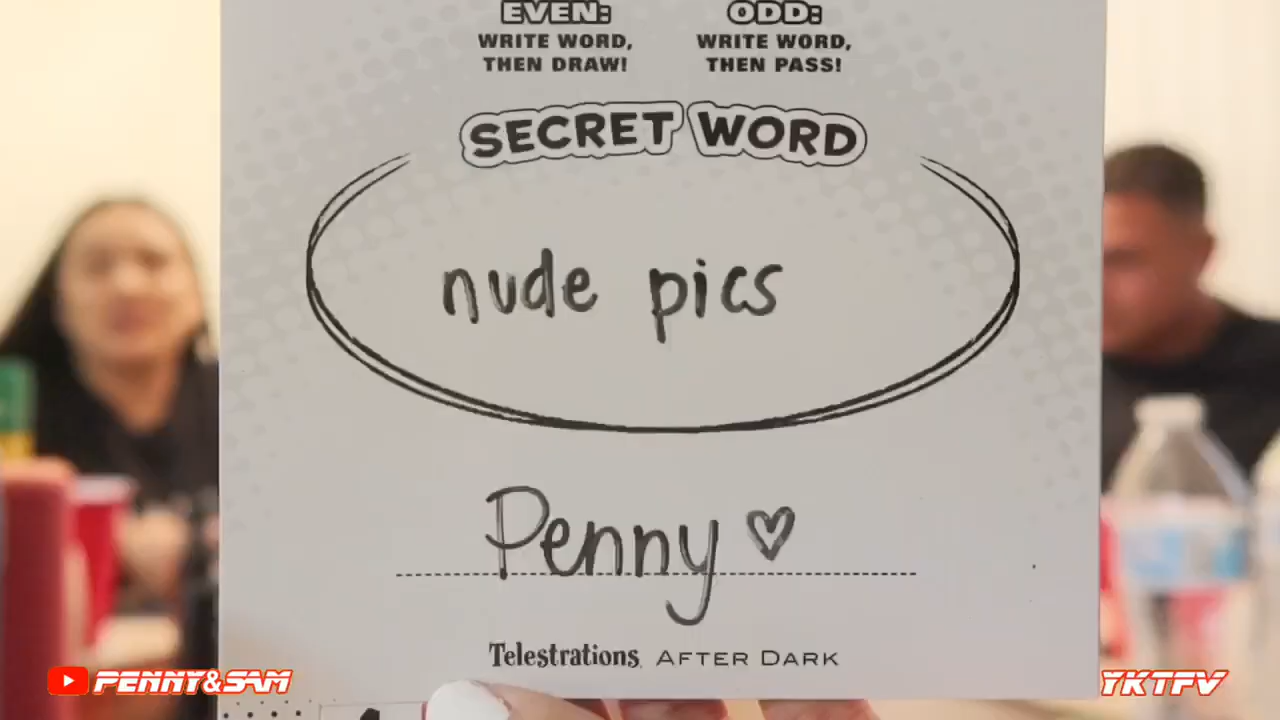 EVEN: ODD:
WRITE WORD, WRITE WORD,
THEN DRAW! THEN PASS!
SECRET WORD
nude pics
Penny ♡
Telestrations AFTER DARK
PENNY&SAM YKTFV